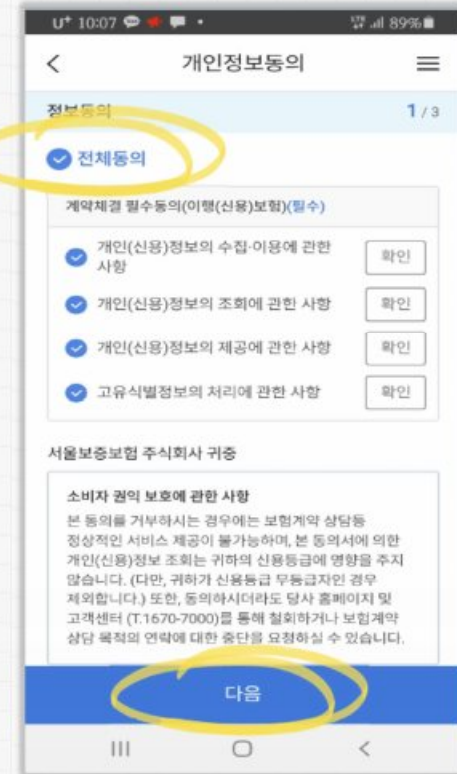 U+ 10:07
LTE 89%
개인정보동의
정보동의 1 / 3
전체동의
계약체결 필수동의(이행(신용)보험)(필수)
개인(신용)정보의 수집·이용에 관한
사항
확인
개인(신용)정보의 조회에 관한 사항 확인
개인(신용)정보의 제공에 관한 사항 확인
고유식별정보의 처리에 관한 사항 확인
서울보증보험 주식회사 귀중
소비자 권익 보호에 관한 사항
본 동의를 거부하시는 경우에는 보험계약 상담등
정상적인 서비스 제공이 불가능하며, 본 동의서에 의한
개인(신용)정보 조회는 귀하의 신용등급에 영향을 주지
않습니다. (다만, 귀하가 신용등급 무등급자인 경우
제외합니다.) 또한, 동의하시더라도 당사 홈페이지 및
고객센터 (T.1670-7000)를 통해 철회하거나 보험계약
상담 목적의 연락에 대한 중단을 요청하실 수 있습니다.
다음